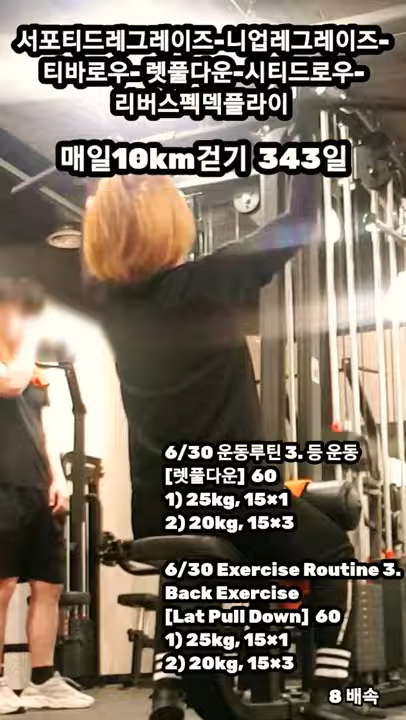 서포티드레그레이즈-니업레그레이즈-
티바로우- 렛풀다운-시티드로우-
리버스펙덱플라이
매일10km걷기 343일
6/30 운동루틴 3. 등 운동
[렛풀다운] 60
1) 25kg, 15×1
2) 20kg, 15×3
6/30 Exercise Routine 3.
Back Exercise
[Lat Pull Down] 60
1) 25kg, 15×1
2) 20kg, 15×3
8 배속